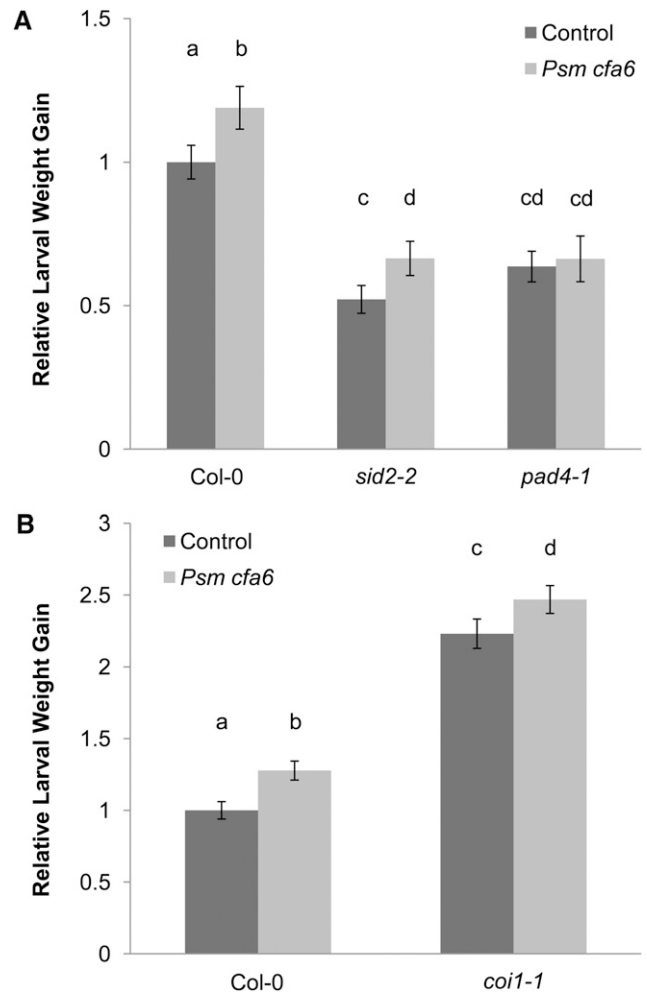 A
Relative Larval Weight Gain
1.5
1
0.5
0
Control
Psm cfa6
a b
c d
cd cd
Col-0 sid2-2 pad4-1
B
Relative Larval Weight Gain
3
2.5
2
1.5
1
0.5
0
Control
Psm cfa6
a b
c d
Col-0 coi1-1